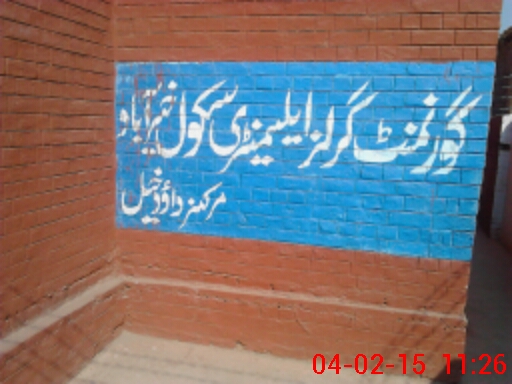 گورنمنٹ گرلز ایلیمنٹری سکول خیرآباد
مرکز داؤدخیل
04-02-15 11:26